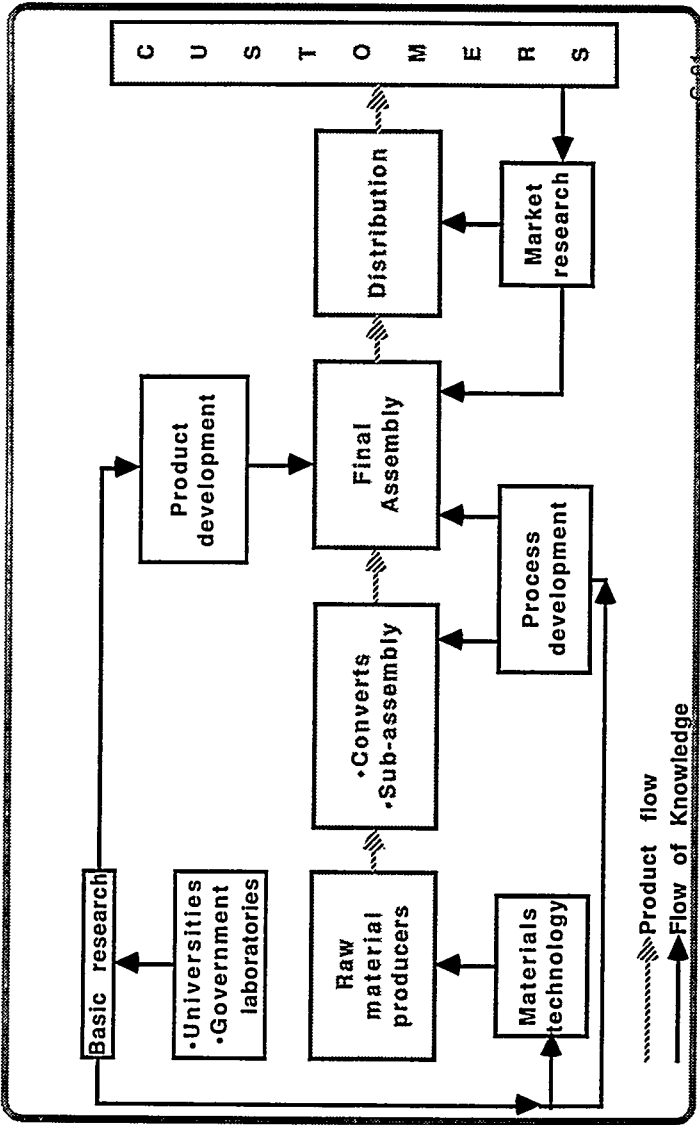 Basic research
•Universities
•Government
laboratories
Product
development
Raw
material
producers
•Converts
•Sub-assembly
Final
Assembly
Distribution
C U S T O M E R S
Materials
technology
Process
development
Market
research
Product flow
Flow of Knowledge